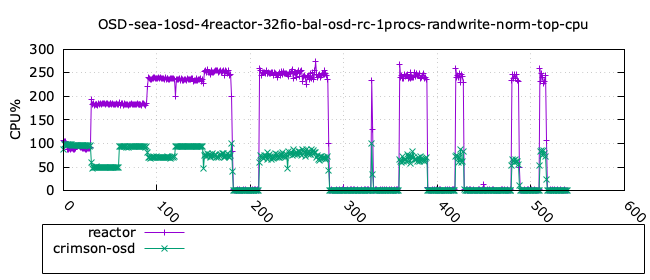 OSD-sea-1osd-4reactor-32fio-bal-osd-rc-1procs-randwrite-norm-top-cpu
300
250
200
150
100
50
0
CPU%
0 100 200 300 400 500 600
reactor
crimson-osd